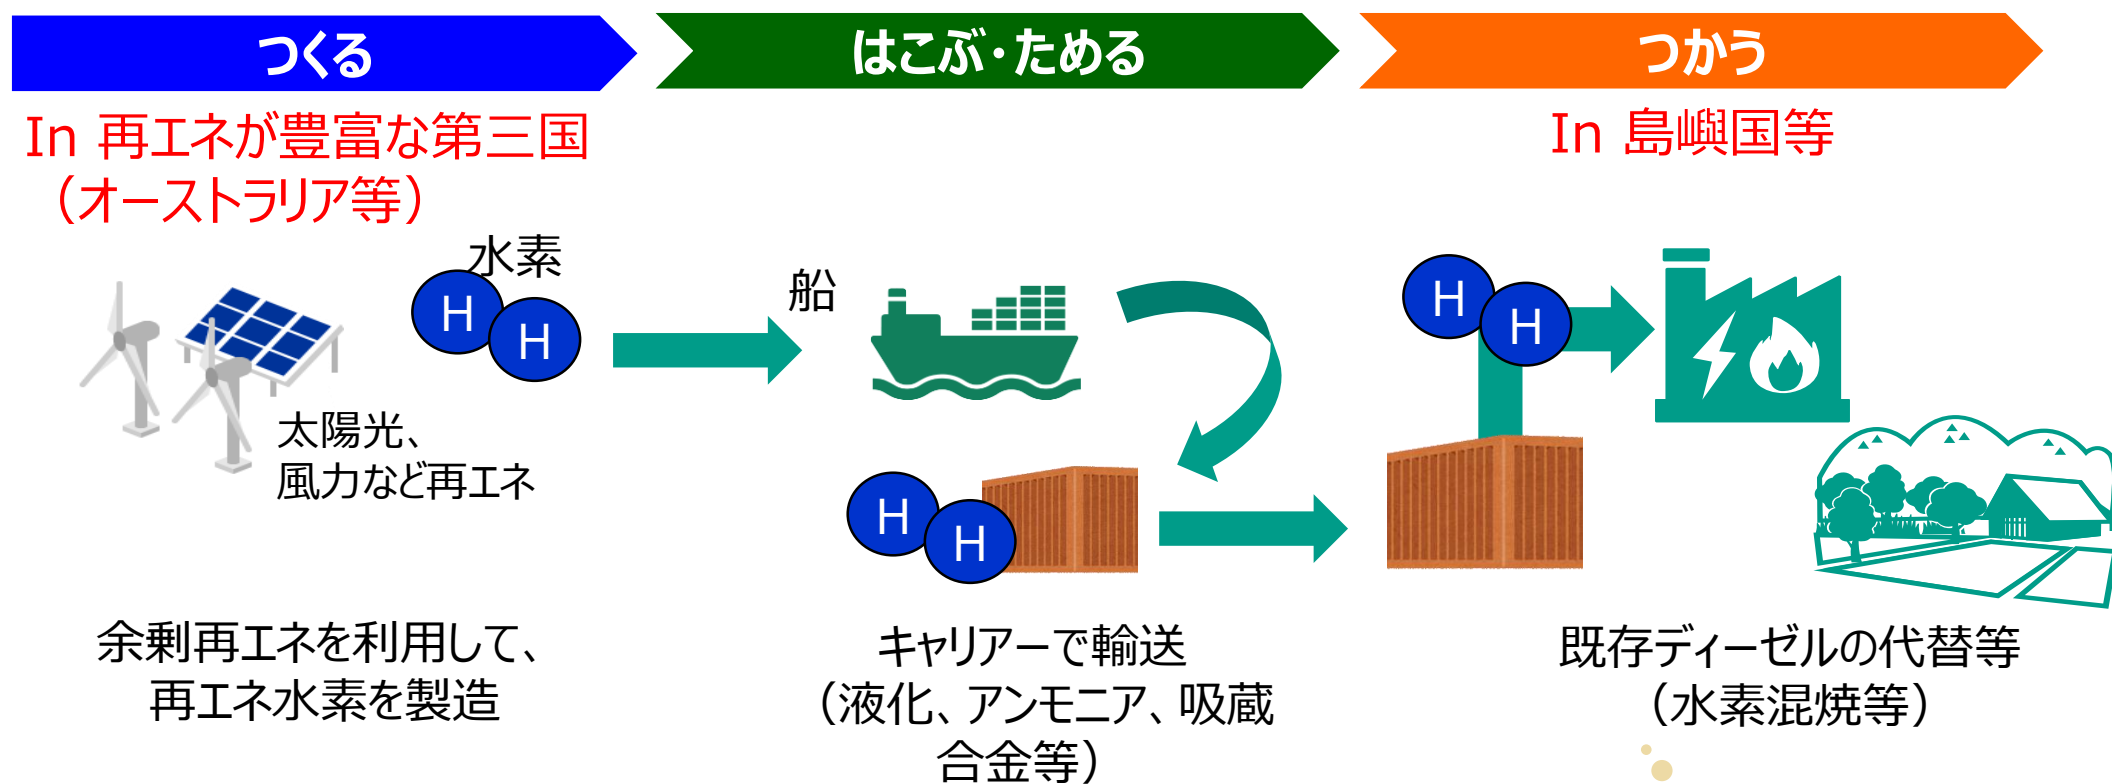 つくる
はこぶ・ためる
つかう
In 再エネが豊富な第三国
（オーストラリア等）
In 島嶼国等
水素
H
H
太陽光、
風力など再エネ
船
H
H
H
H
余剰再エネを利用して、
再エネ水素を製造
キャリアーで輸送
（液化、アンモニア、吸蔵
合金等）
既存ディーゼルの代替等
（水素混焼等）